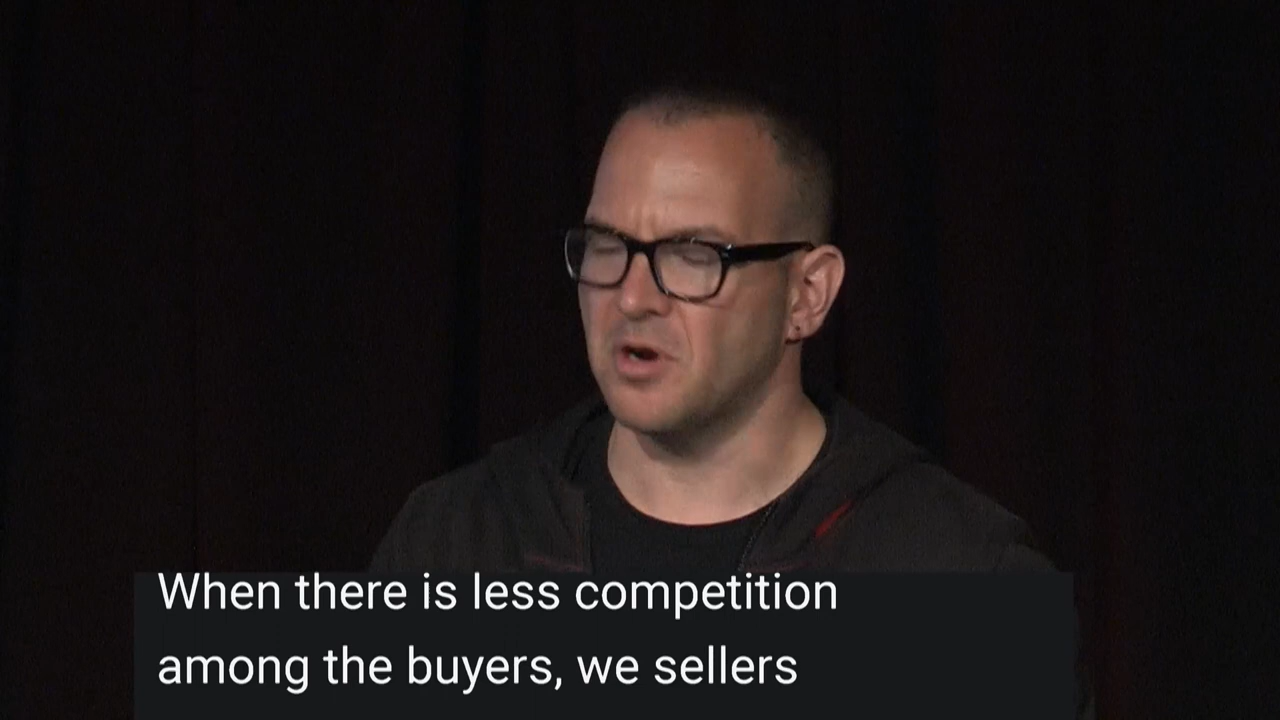 When there is less competition
among the buyers, we sellers